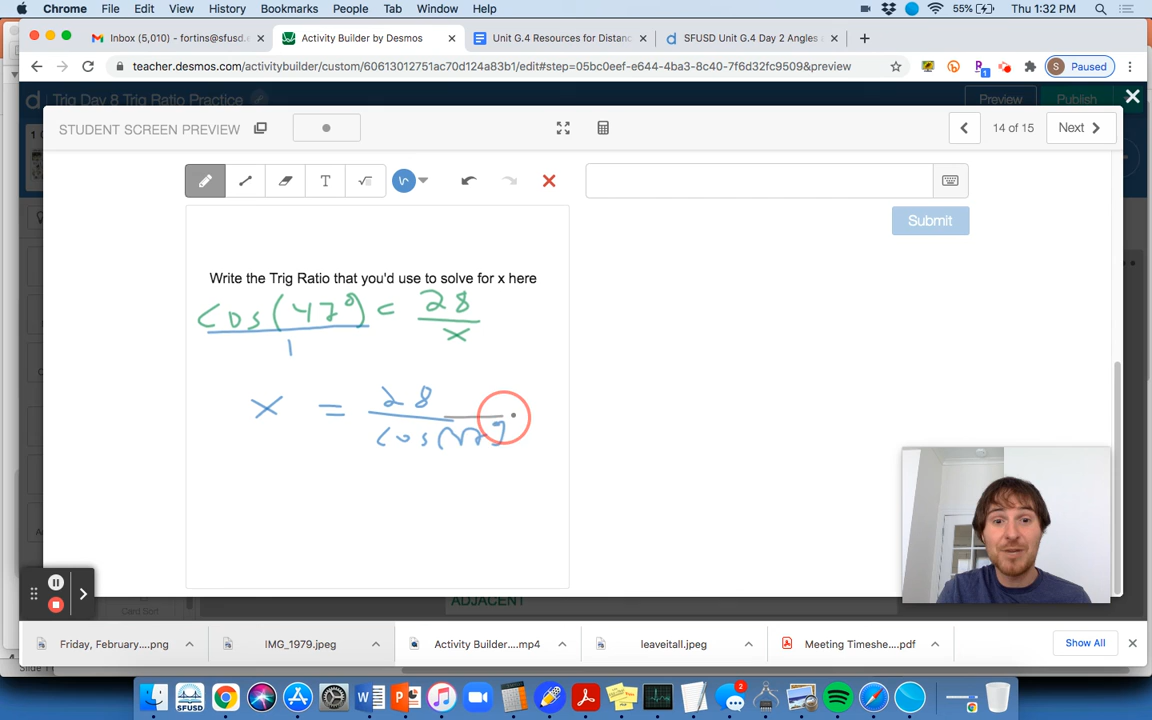 Chrome File Edit View History Bookmarks People Tab Window Help 55% Thu 1:32 PM
Inbox (5,010) - fortins@sfusd.e Activity Builder by Desmos Unit G.4 Resources for Distanc SFUSD Unit G.4 Day 2 Angles a
teacher.desmos.com/activitybuilder/custom/60613012751ac70d124a83b1/edit#step=05bc0eef-e644-4ba3-8c40-7f6d32fc9509&preview S Paused
Trig Day 8 Trig Ratio Practice Preview Publish
STUDENT SCREEN PREVIEW 14 of 15 Next
T
Submit
Write the Trig Ratio that you'd use to solve for x here
cos(47°) = 28
1 x
x = 28
cos(47°)
ADJACENT
Card Sort
Friday, February....png IMG_1979.jpeg Activity Builder....mp4 leaveitall.jpeg Meeting Timeshe....pdf Show All
Slide
SFUSD 2